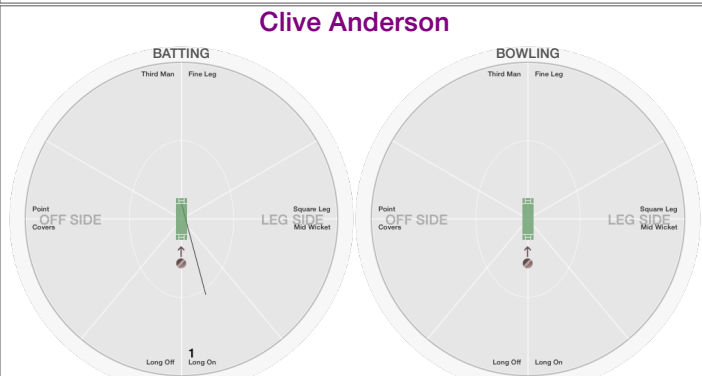 Clive Anderson
BATTING
Third Man Fine Leg
Point
OFF SIDE
Covers
Square Leg
LEG SIDE
Mid Wicket
1
Long Off Long On
BOWLING
Third Man Fine Leg
Point
OFF SIDE
Covers
Square Leg
LEG SIDE
Mid Wicket
Long Off Long On